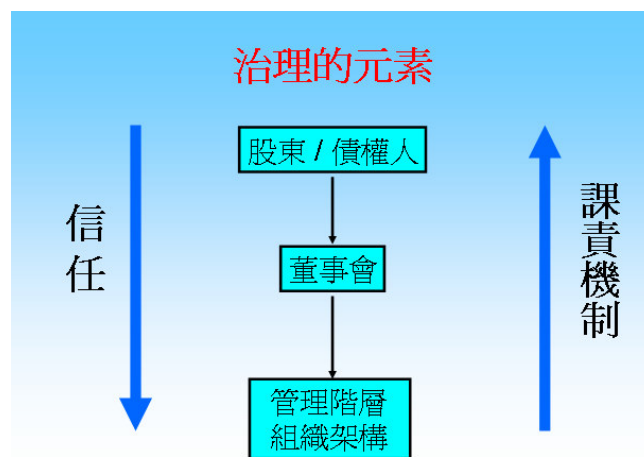 治理的元素
股東 / 債權人
信任
董事會
課責機制
管理階層
組織架構